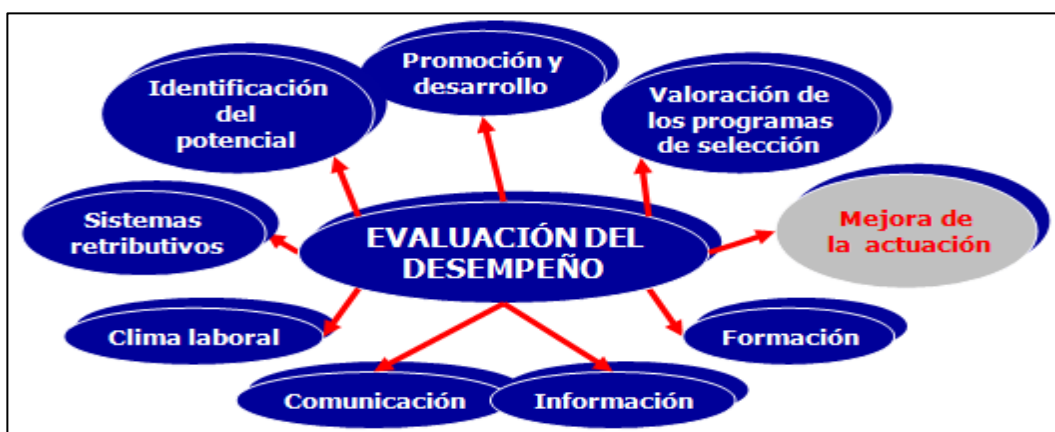 Identificación
del
potencial
Promoción y
desarrollo
Valoración de
los programas
de selección
Sistemas
retributivos
EVALUACIÓN DEL
DESEMPEÑO
Mejora de
la actuación
Clima laboral
Formación
Comunicación
Información